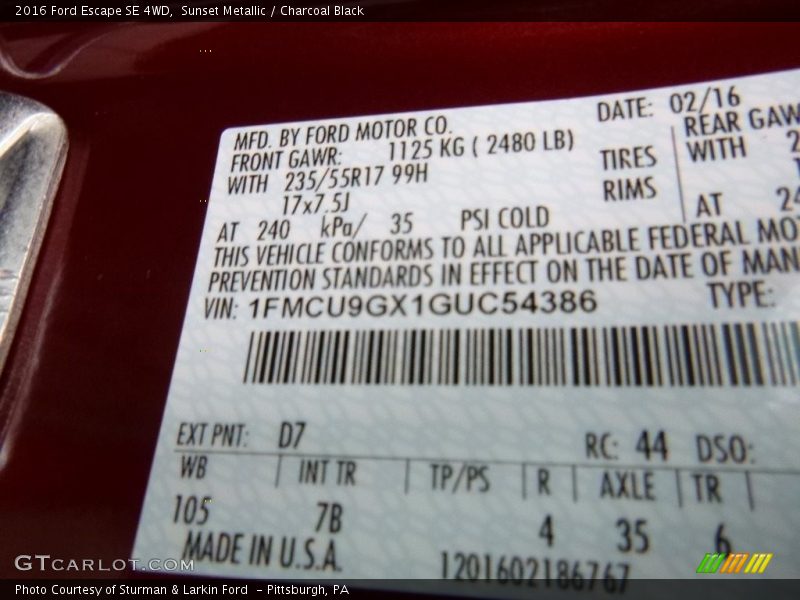 2016 Ford Escape SE 4WD,  Sunset Metallic / Charcoal Black
DATE: 02/16
MFD. BY FORD MOTOR CO.
REAR GAW
FRONT GAWR: 1125 KG ( 2480 LB)
WITH 235/55R17 99H TIRES WITH 2
17x7.5J RIMS
AT 240 kPa/ 35 PSI COLD AT 24
THIS VEHICLE CONFORMS TO ALL APPLICABLE FEDERAL MO
PREVENTION STANDARDS IN EFFECT ON THE DATE OF MAN
VIN: 1FMCU9GX1GUC54386 TYPE:
EXT PNT: D7 RC: 44 DSO:
WB | INT TR | TP/PS | R | AXLE | TR |
105 7B 4 35 6
MADE IN U.S.A. 1201602186767
GTCARLOT.COM
Photo Courtesy of Sturman & Larkin Ford  - Pittsburgh, PA